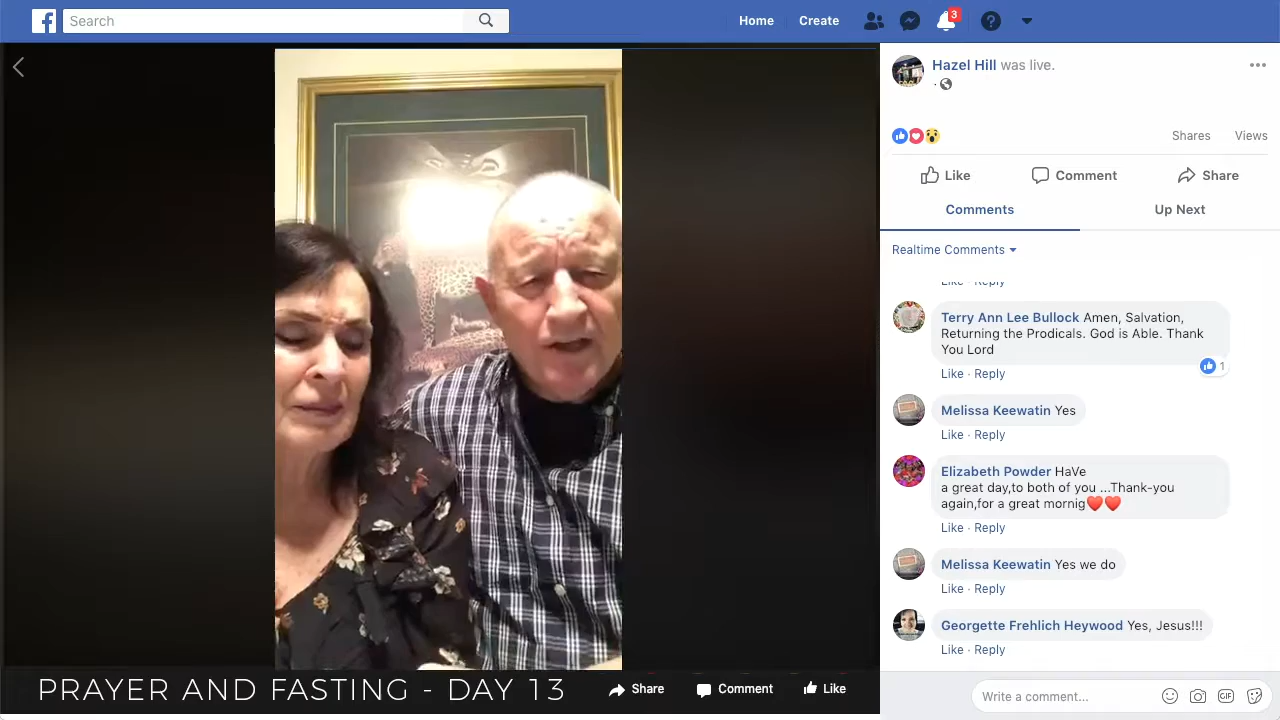 Search
Home
Create
3
Hazel Hill was live.
Shares
Views
Like
Comment
Share
Comments
Up Next
Realtime Comments
Like · Reply
Terry Ann Lee Bullock Amen, Salvation,
Returning the Prodicals. God is Able. Thank
You Lord
1
Like · Reply
Melissa Keewatin Yes
Like · Reply
Elizabeth Powder HaVe
a great day,to both of you ...Thank-you
again,for a great mornig❤️❤️
Like · Reply
Melissa Keewatin Yes we do
Like · Reply
Georgette Frehlich Heywood Yes, Jesus!!!
Like · Reply
PRAYER AND FASTING - DAY 13
Share
Comment
Like
Write a comment...
GIF